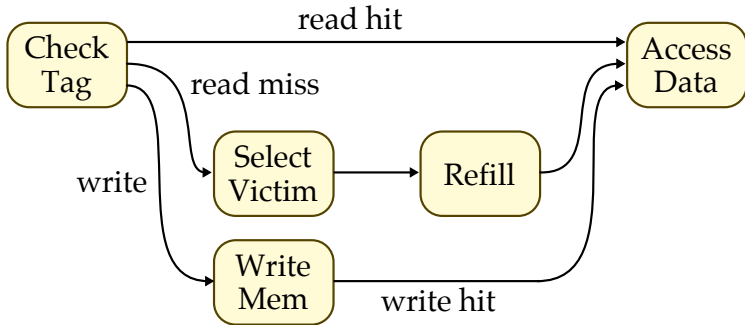 read hit
Check
Tag
Access
Data
read miss
Select
Victim
Refill
write
Write
Mem
write hit